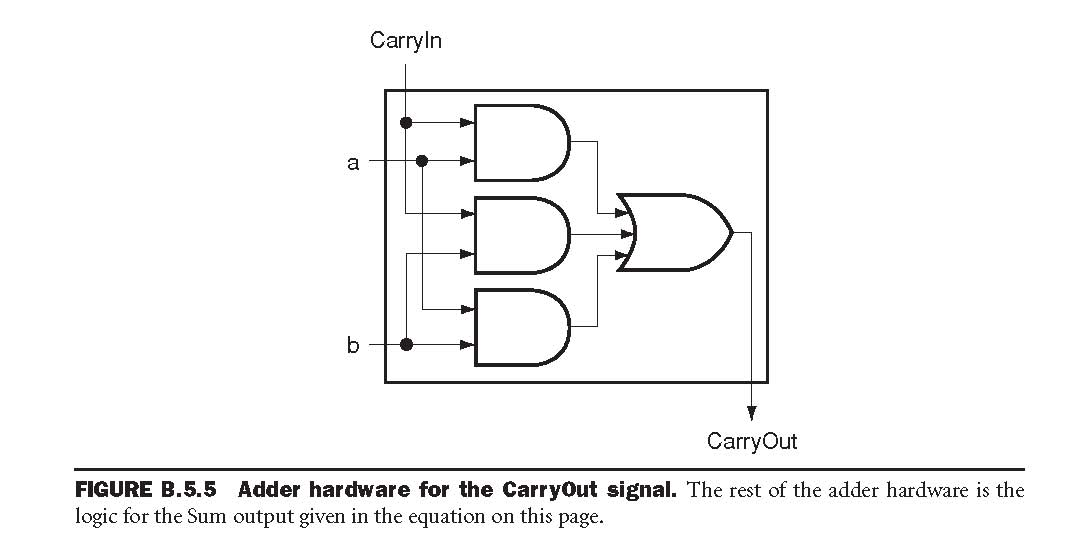 CarryIn
a
b
CarryOut
FIGURE B.5.5 Adder hardware for the CarryOut signal. The rest of the adder hardware is the
logic for the Sum output given in the equation on this page.